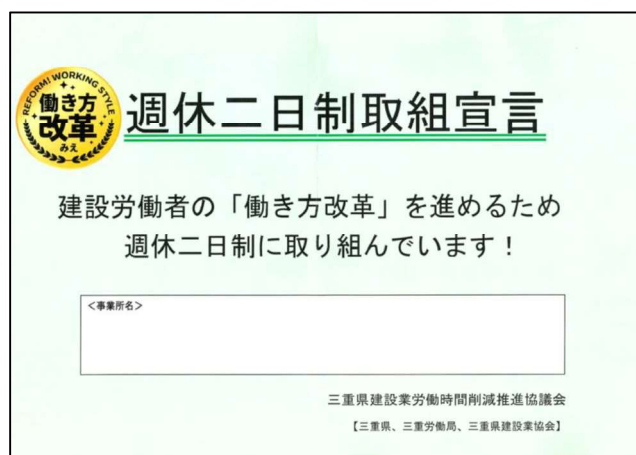 REFORM! WORKING STYLE
働き方
改革
みえ
週休二日制取組宣言
建設労働者の「働き方改革」を進めるため
週休二日制に取り組んでいます！
＜事業所名＞
三重県建設業労働時間削減推進協議会
【三重県、三重労働局、三重県建設業協会】